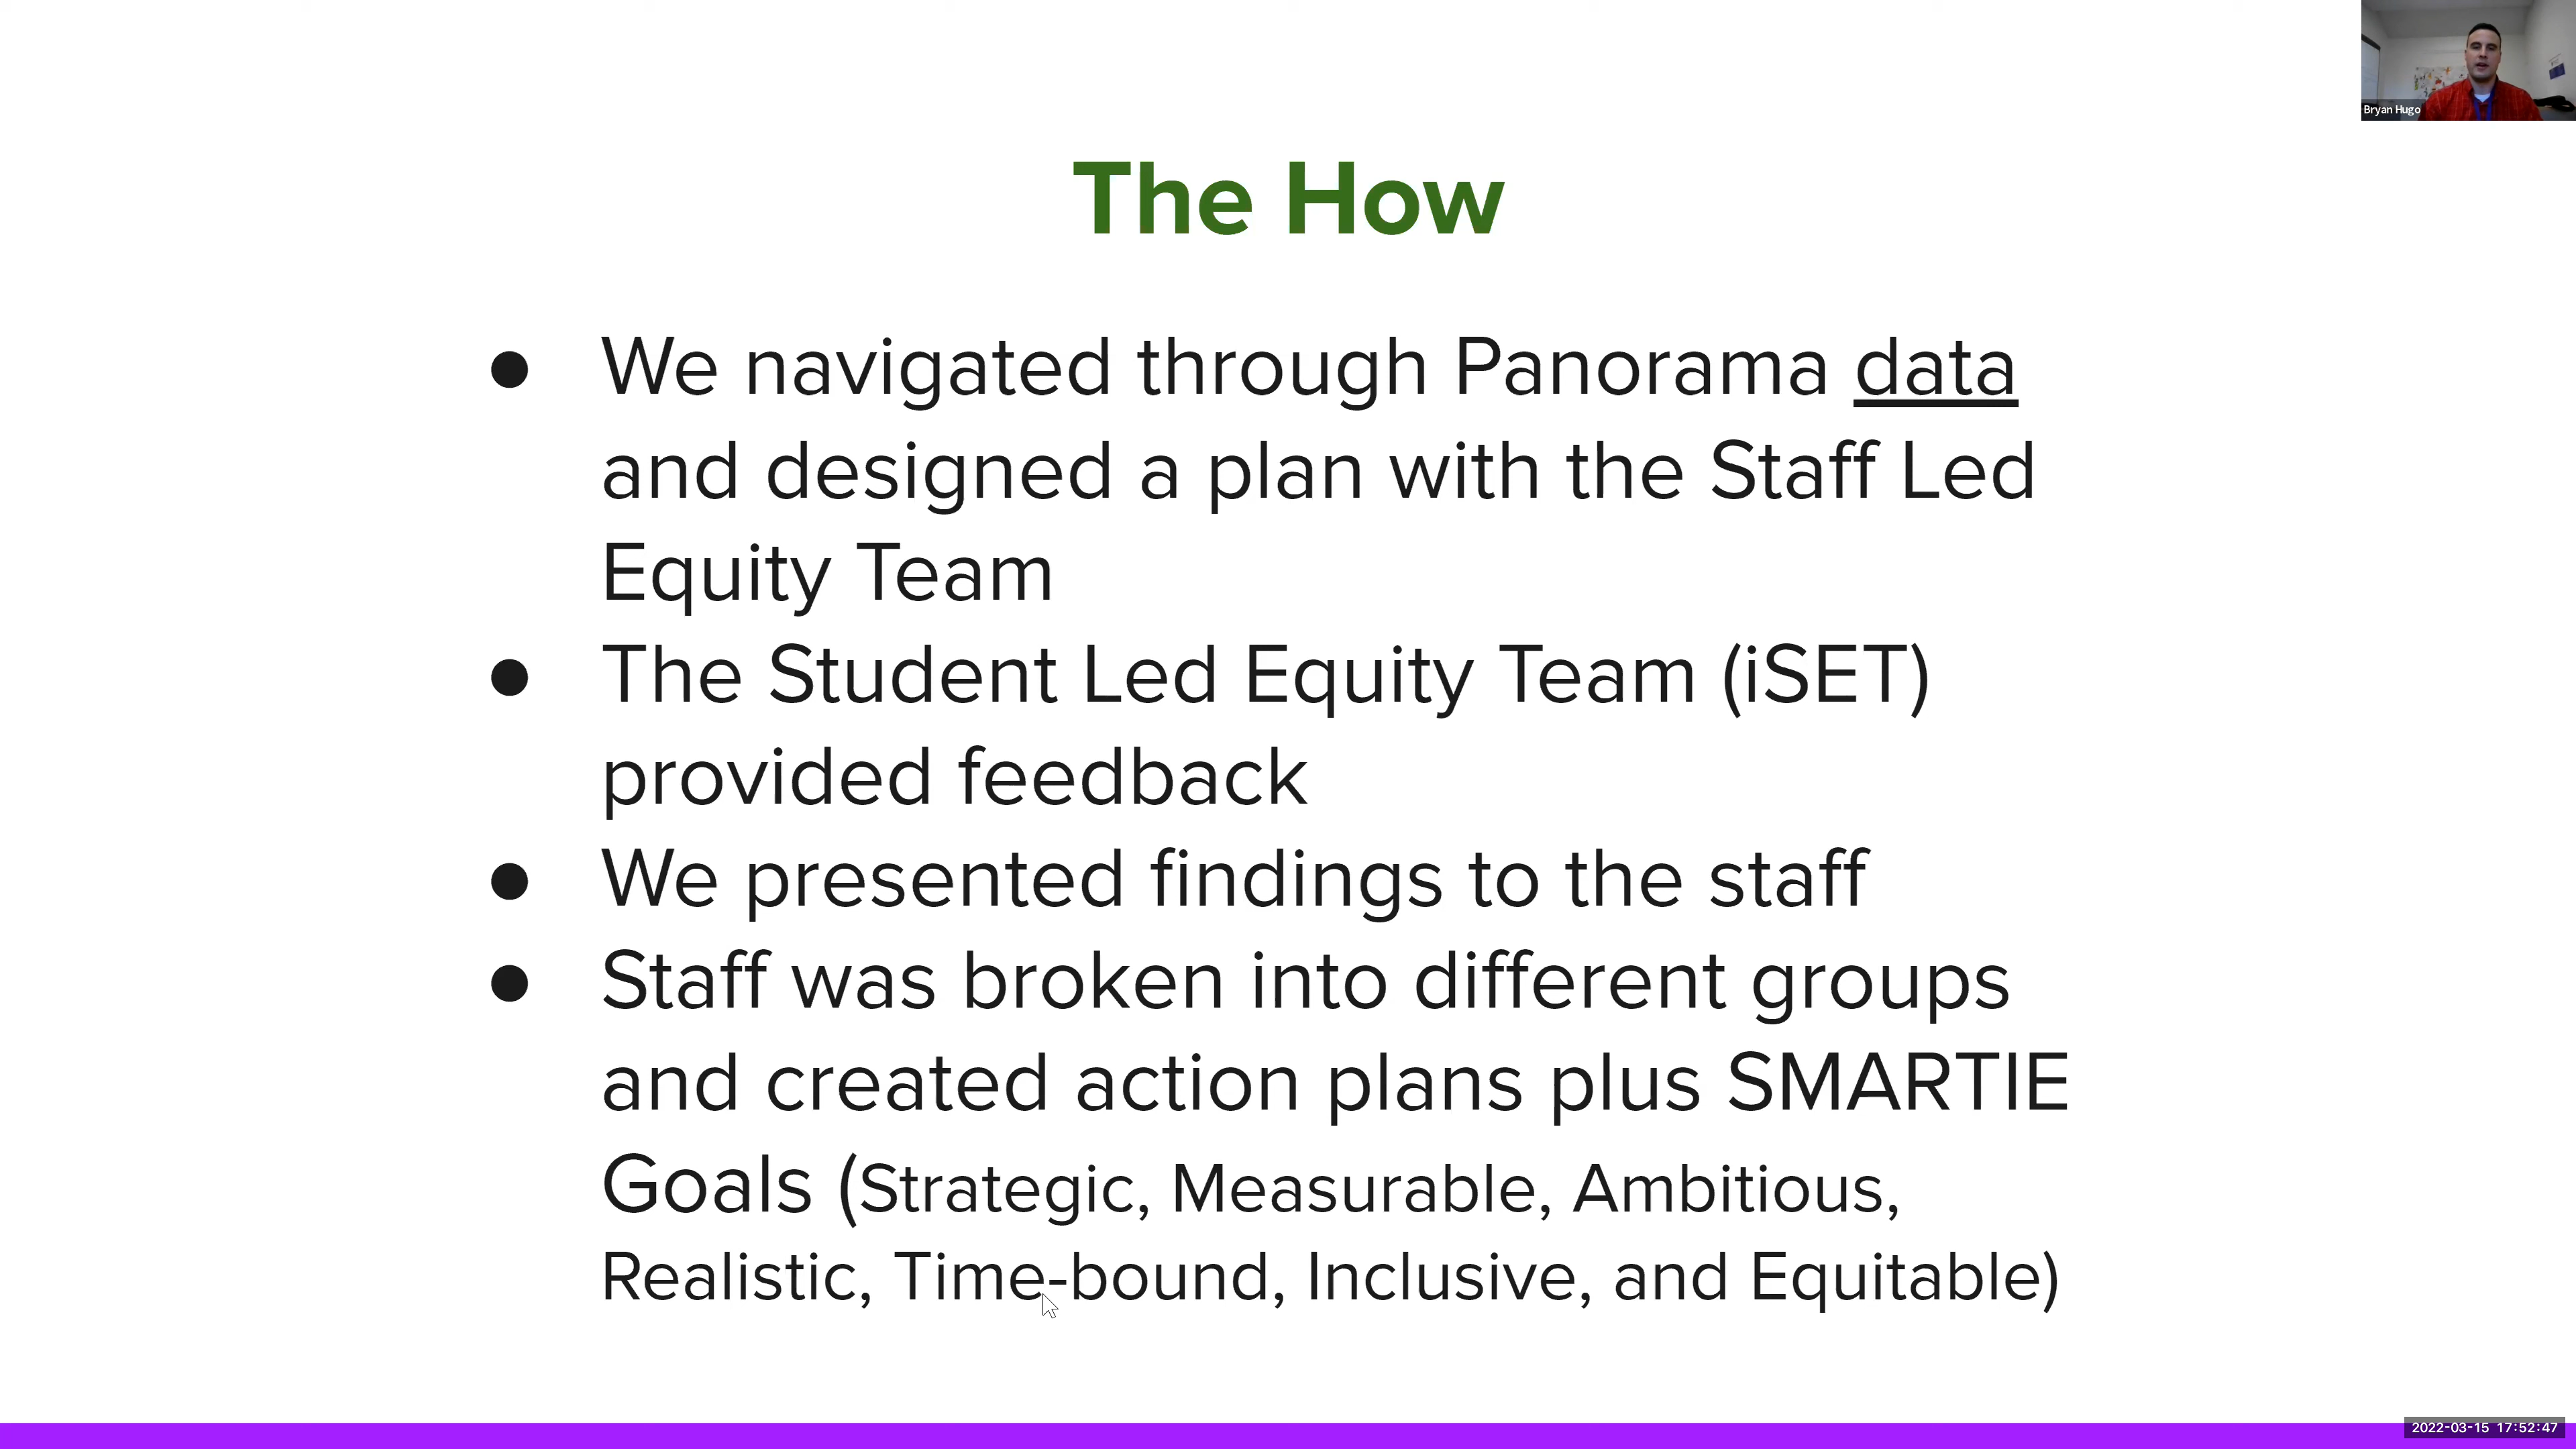 Bryan Hugo
The How
● We navigated through Panorama data
and designed a plan with the Staff Led
Equity Team
● The Student Led Equity Team (iSET)
provided feedback
● We presented findings to the staff
● Staff was broken into different groups
and created action plans plus SMARTIE
Goals (Strategic, Measurable, Ambitious,
Realistic, Time-bound, Inclusive, and Equitable)
2022-03-15 17:52:47